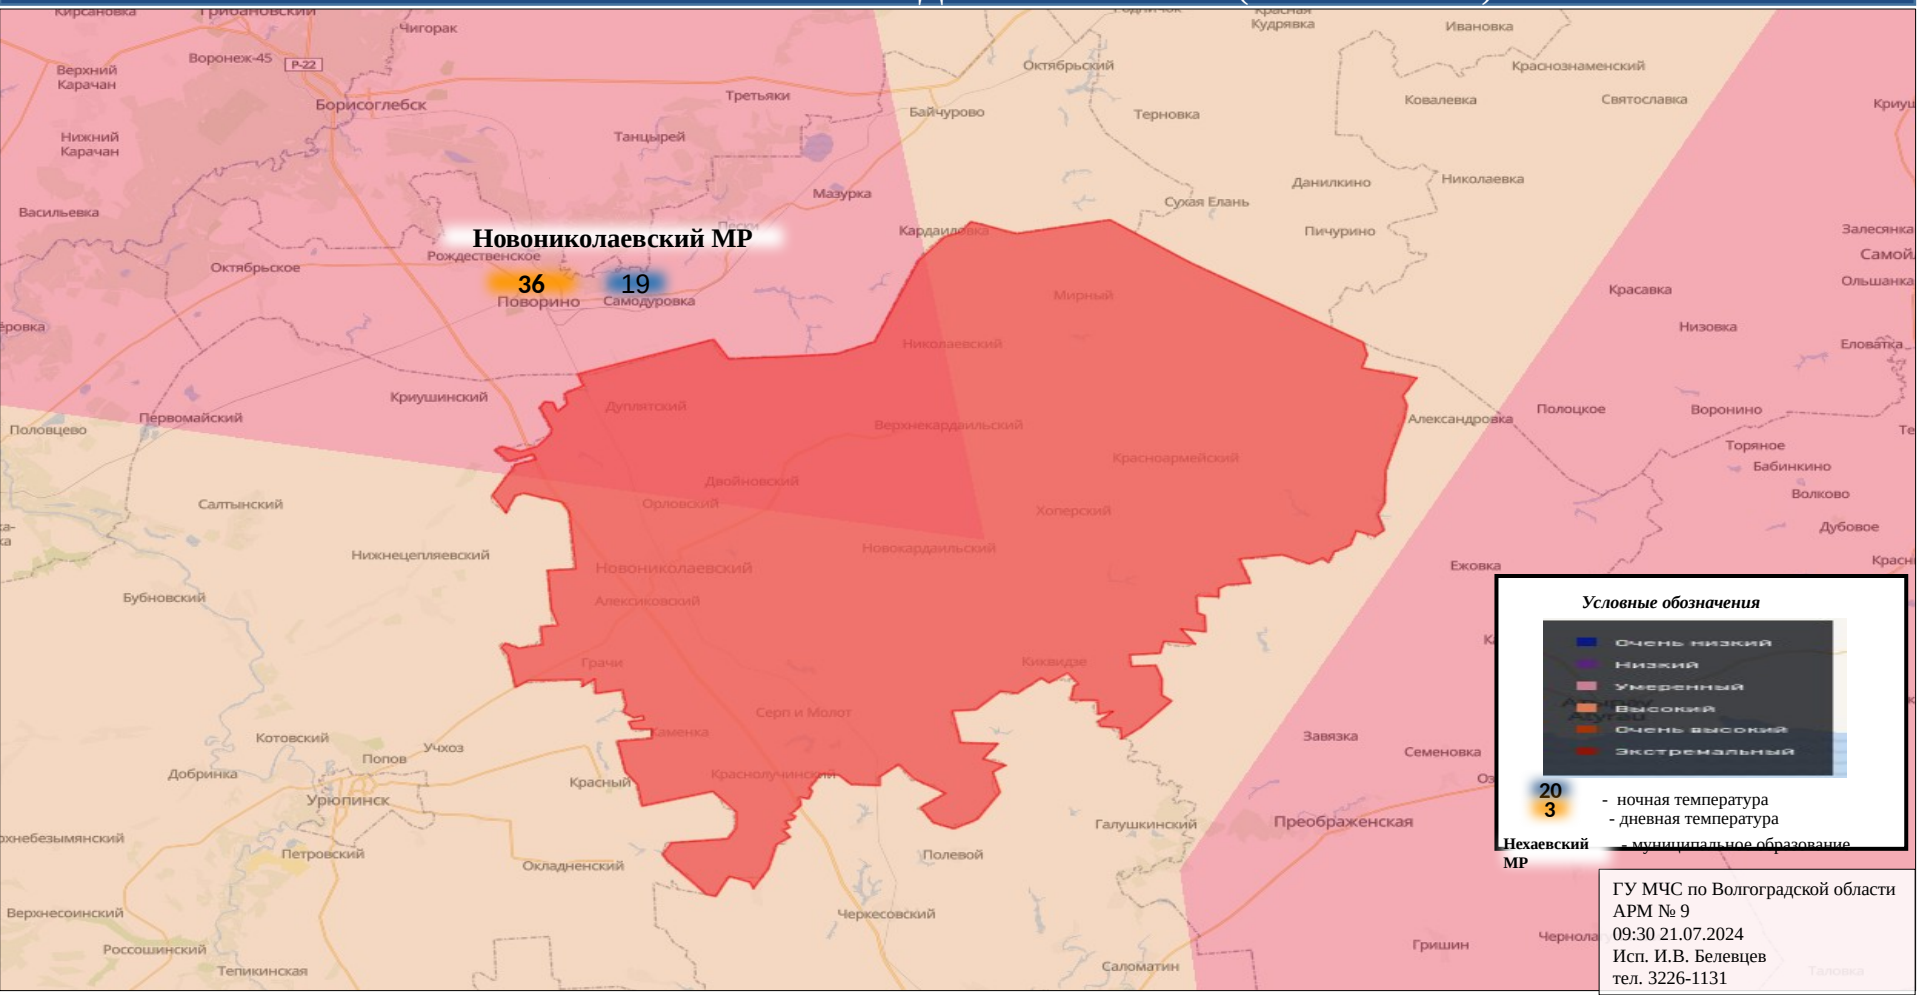 Кирсановка
Грибановский
Чигорак
Воронеж-45
Р-22
Верхний
Карачан
Борисоглебск
Третьяки
Нижний
Карачан
Танцырей
Мазурка
Васильевка
Пески
Новониколаевский МР
Рождественское
Октябрьское
36
19
Поворино
Самодуровка
Криушинский
Первомайский
Половцево
Кудрявка
Ивановка
Октябрьский
Краснознаменский
Байчурово
Терновка
Ковалевка
Святославка
Данилкино
Николаевка
Сухая Елань
Пичурино
Кардаиловка
Залесянка
Ольшанка
Красавка
Низовка
Еловатка
Мирный
Николаевский
Дуплятский
Верхнекардаильский
Александровка
Полоцкое
Воронино
Торяное
Бабинкино
Волково
Дубовое
Красноармейский
Двойновский
Орловский
Хоперский
Новокардаильский
Салтынский
Нижнецепляевский
Новониколаевский
Бубновский
Алексиковский
Ежовка
Грачи
Киквидзе
Серп и Молот
Каменка
Краснолучинский
Котовский
Учхоз
Попов
Добринка
Урюпинск
Красный
Завязка
Семеновка
Преображенская
Галушкинский
Петровский
Окладненский
Полевой
Верхнесоинский
Черкесовский
Россошинский
Тепикинская
Саломатин
Гришин
Таловка
Условные обозначения
Очень низкий
Низкий
Умеренный
Высокий
Очень высокий
Экстремальный
20
3
- ночная температура
- дневная температура
Нехаевский
МР
- муниципальное образование
ГУ МЧС по Волгоградской области
АРМ № 9
09:30 21.07.2024
Исп. И.В. Белевцев
тел. 3226-1131